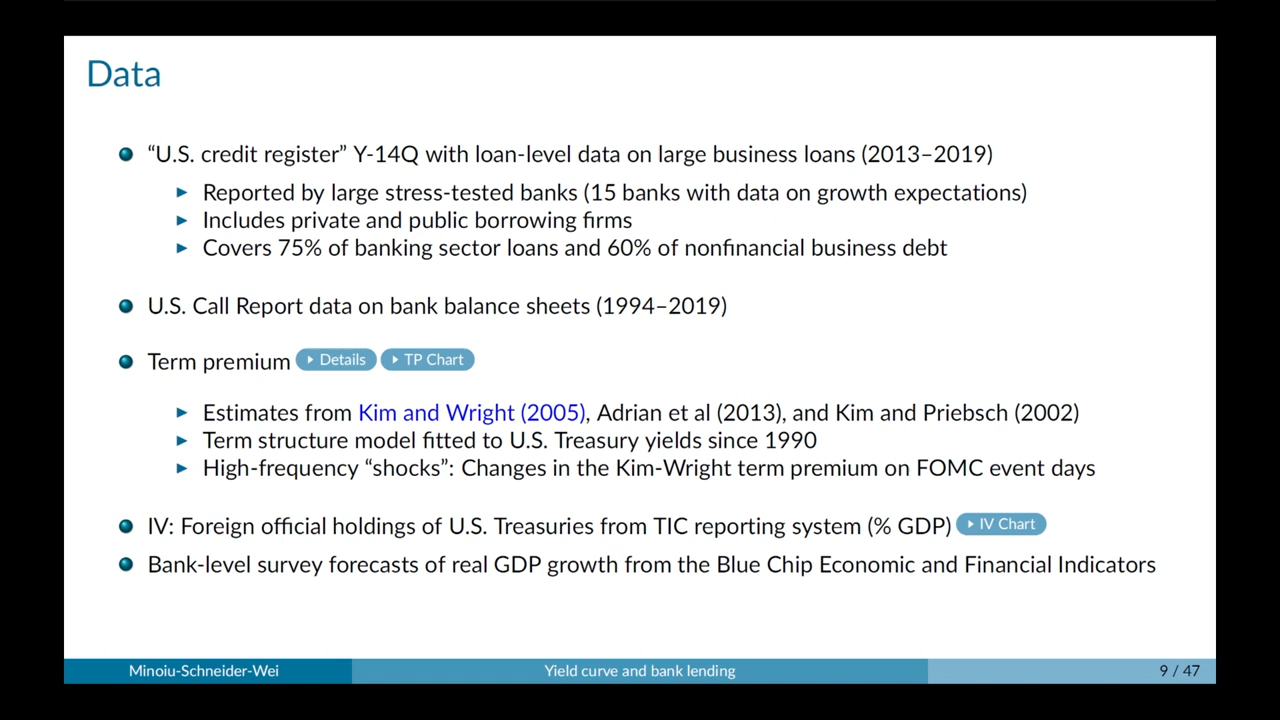 Data
“U.S. credit register” Y-14Q with loan-level data on large business loans (2013–2019)
Reported by large stress-tested banks (15 banks with data on growth expectations)
Includes private and public borrowing firms
Covers 75% of banking sector loans and 60% of nonfinancial business debt
U.S. Call Report data on bank balance sheets (1994–2019)
Term premium Details TP Chart
Estimates from Kim and Wright (2005), Adrian et al (2013), and Kim and Priebsch (2002)
Term structure model fitted to U.S. Treasury yields since 1990
High-frequency “shocks”: Changes in the Kim-Wright term premium on FOMC event days
IV: Foreign official holdings of U.S. Treasuries from TIC reporting system (% GDP) IV Chart
Bank-level survey forecasts of real GDP growth from the Blue Chip Economic and Financial Indicators
Minoiu-Schneider-Wei Yield curve and bank lending 9 / 47